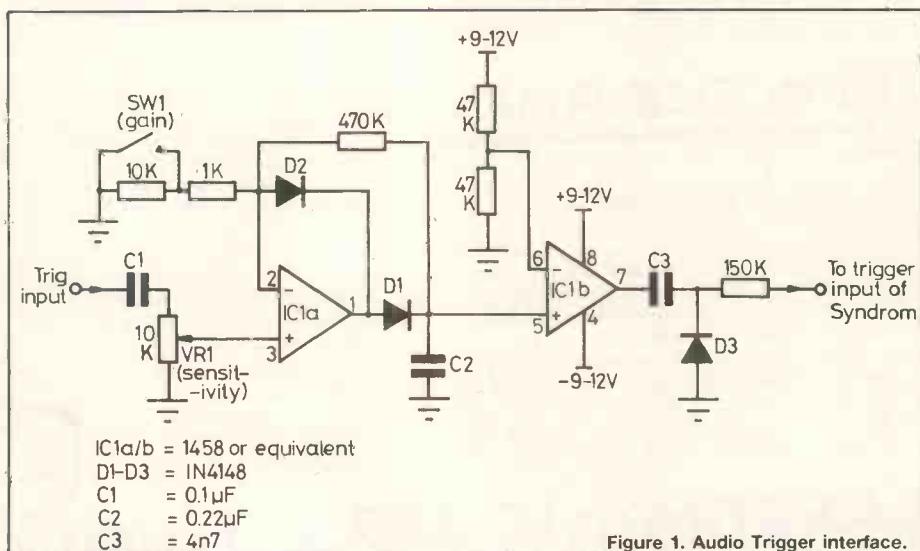 +9-12V
SW1
(gain)
47
K
470K
10K
1K
D2
47
K
+9-12V
Trig
input
C1
2
-
IC1a
1
D1
6
-
8
IC1b
7
C3
150K
To trigger
input of
Syndrom
10
K
3
+
VR1
(sensit-
-ivity)
C2
5
+
4
-9-12V
D3
IC1a/b = 1458 or equivalent
D1-D3 = IN4148
C1 = 0.1µF
C2 = 0.22µF
C3 = 4n7
Figure 1. Audio Trigger interface.